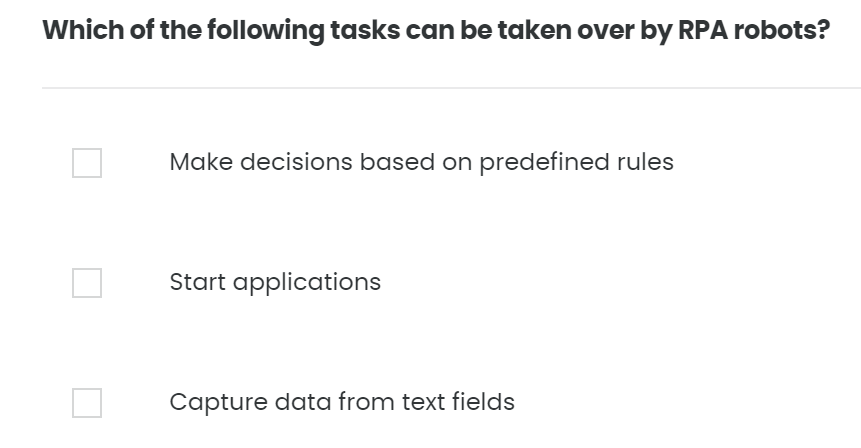 Which of the following tasks can be taken over by RPA robots?
Make decisions based on predefined rules
Start applications
Capture data from text fields